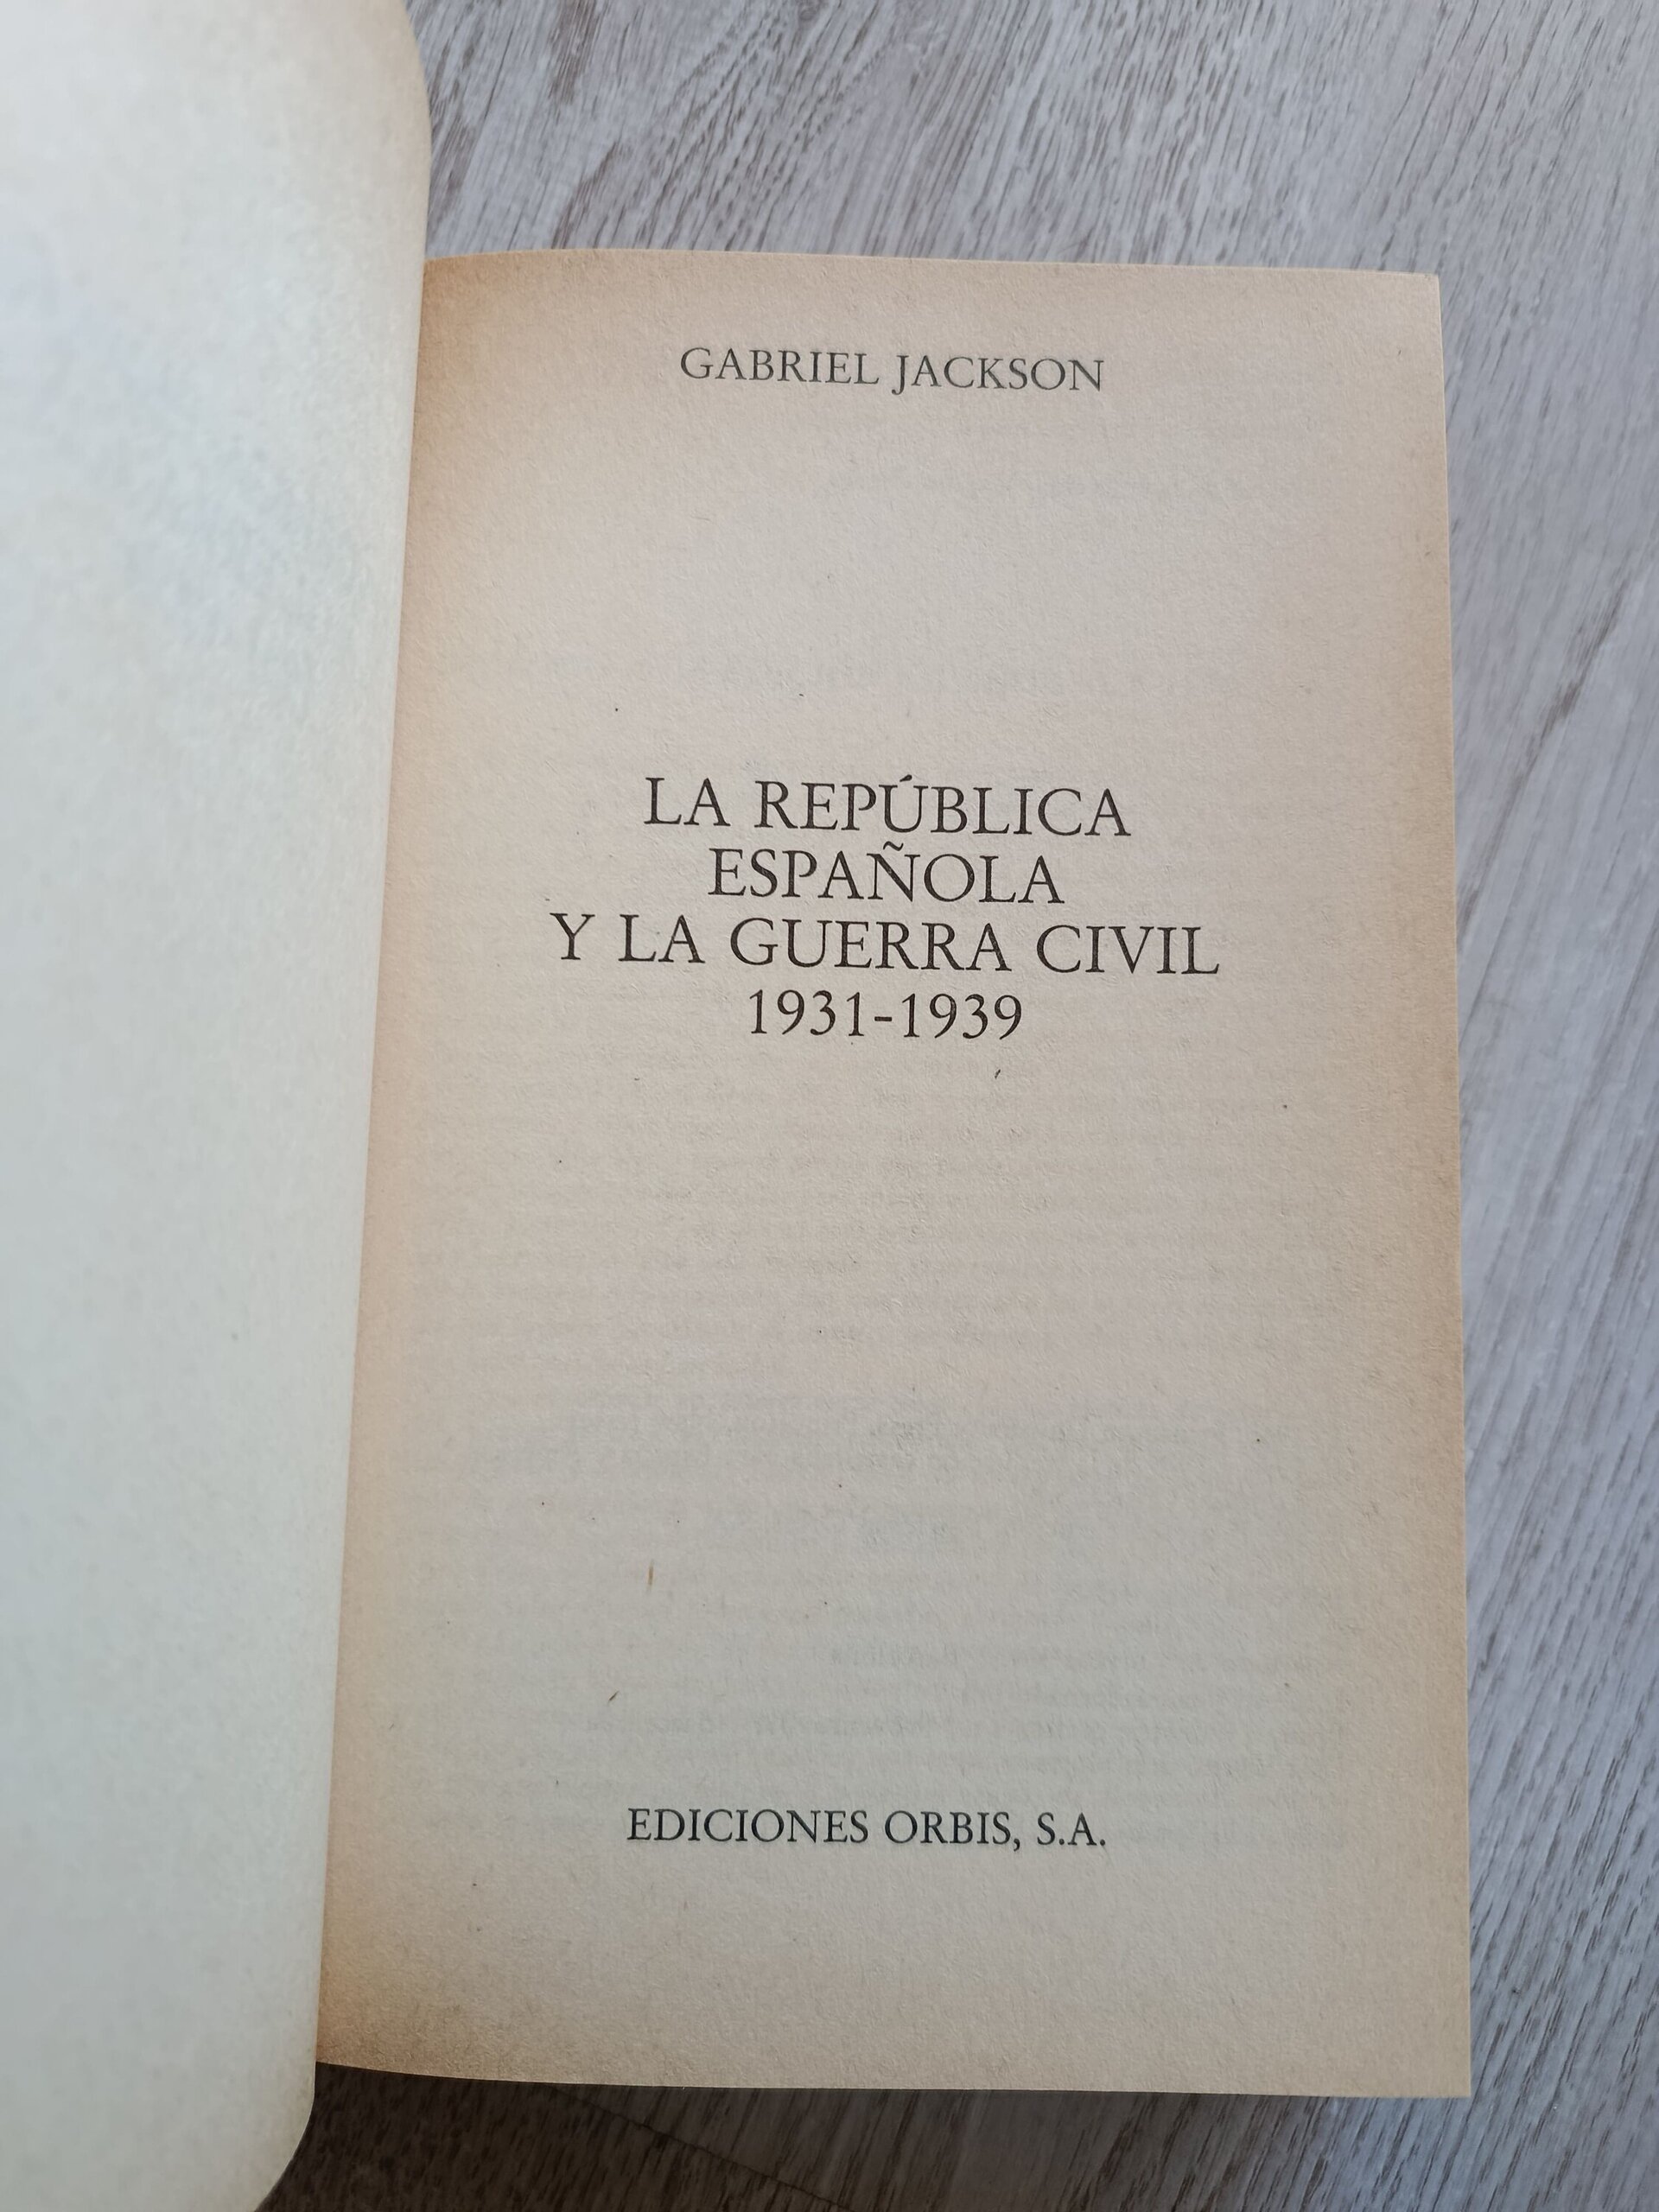 GABRIEL JACKSON
LA REPÚBLICA
ESPAÑOLA
Y LA GUERRA CIVIL
1931-1939
EDICIONES ORBIS, S.A.